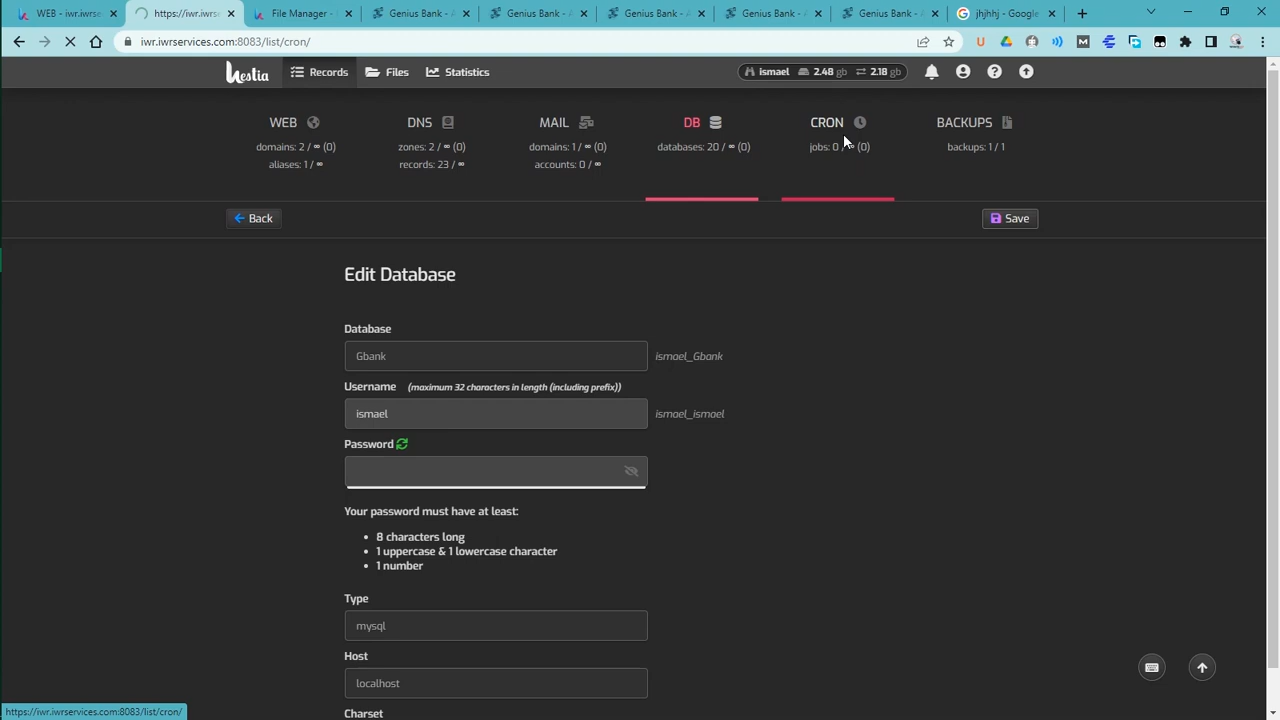 WEB - iwr.iwrse
https://iwr.iwrse
File Manager -
Genius Bank - A
Genius Bank - A
Genius Bank - A
Genius Bank - A
Genius Bank - A
jhjhhj - Google
iwr.iwrservices.com:8083/list/cron/
hestia
Records
Files
Statistics
ismael 2.48 gb 2.18 gb
WEB
domains: 2 / ∞ (0)
aliases: 1 / ∞
DNS
zones: 2 / ∞ (0)
records: 23 / ∞
MAIL
domains: 1 / ∞ (0)
accounts: 0 / ∞
DB
databases: 20 / ∞ (0)
CRON
jobs: 0 / ∞ (0)
BACKUPS
backups: 1 / 1
Back
Save
Edit Database
Database
Gbank
ismael_Gbank
Username (maximum 32 characters in length (including prefix))
ismael
ismael_ismael
Password
Your password must have at least:
• 8 characters long
• 1 uppercase & 1 lowercase character
• 1 number
Type
mysql
Host
localhost
Charset
https://iwr.iwrservices.com:8083/list/cron/